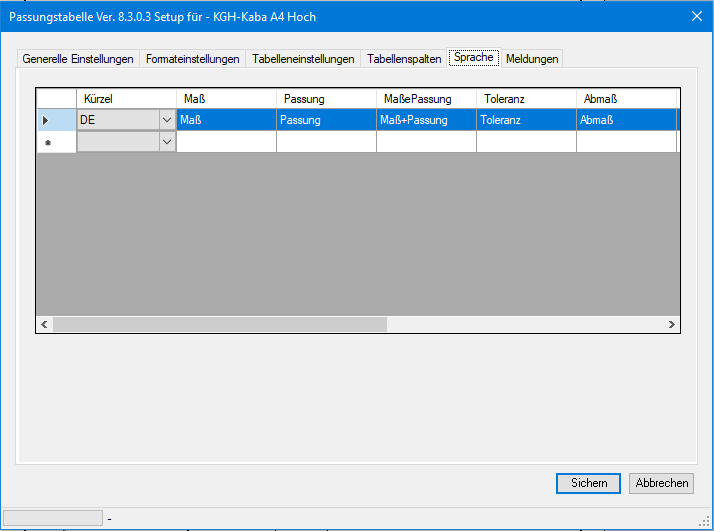 Passungstabelle Ver. 8.3.0.3 Setup für - KGH-Kaba A4 Hoch
Generelle Einstellungen Formateinstellungen Tabelleneinstellungen Tabellenspalten Sprache Meldungen
Kürzel Maß Passung MaßePassung Toleranz Abmaß
DE Maß Passung Maß+Passung Toleranz Abmaß
Sichern Abbrechen
-